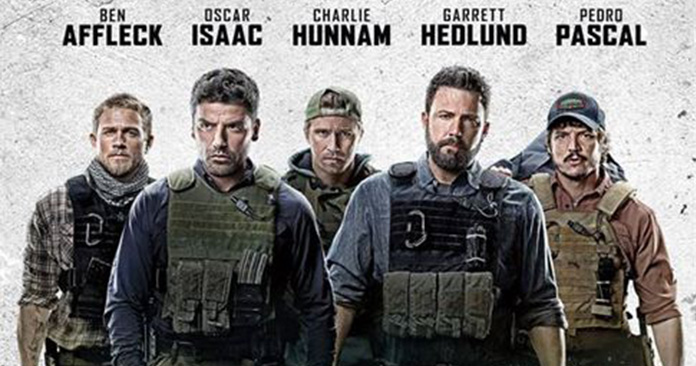 BEN AFFLECK
OSCAR ISAAC
CHARLIE HUNNAM
GARRETT HEDLUND
PEDRO PASCAL